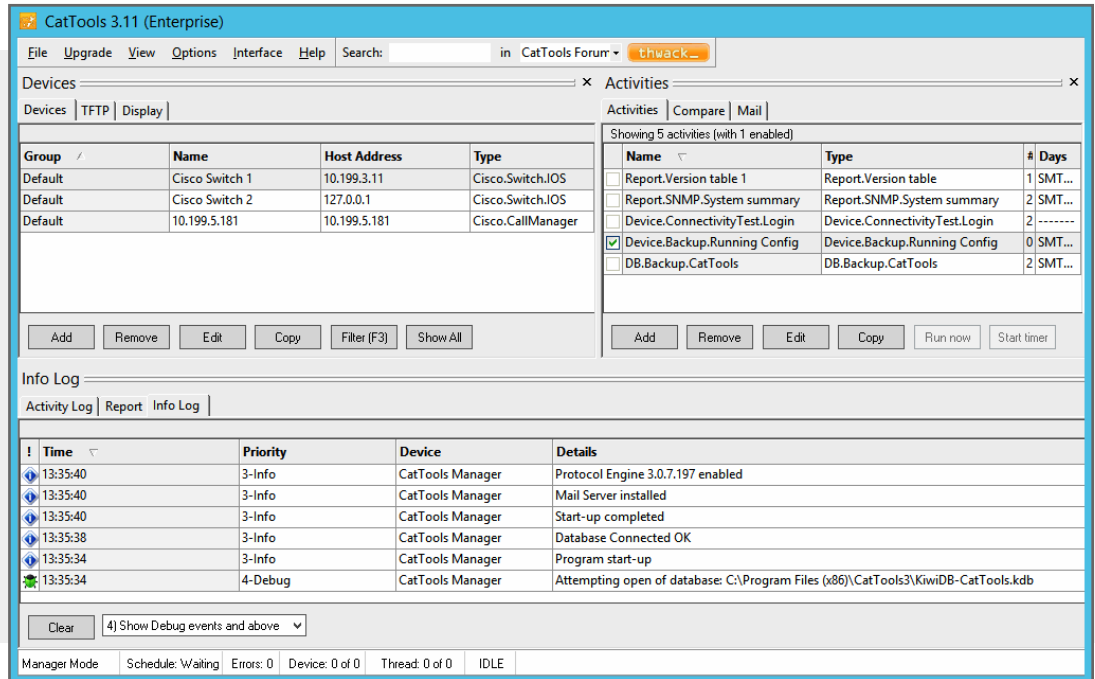 CatTools 3.11 (Enterprise)
File Upgrade View Options Interface Help Search: in CatTools Forum thwack_
Devices
Devices TFTP Display
Group Name Host Address Type
Default Cisco Switch 1 10.199.3.11 Cisco.Switch.IOS
Default Cisco Switch 2 127.0.0.1 Cisco.Switch.IOS
Default 10.199.5.181 10.199.5.181 Cisco.CallManager
Add Remove Edit Copy Filter (F3) Show All
Activities
Activities Compare Mail
Showing 5 activities (with 1 enabled)
Name Type # Days
Report.Version table 1 Report.Version table 1 SMT...
Report.SNMP.System summary Report.SNMP.System summary 2 SMT...
Device.ConnectivityTest.Login Device.ConnectivityTest.Login 2 -------
Device.Backup.Running Config Device.Backup.Running Config 0 SMT...
DB.Backup.CatTools DB.Backup.CatTools 2 SMT...
Add Remove Edit Copy Run now Start timer
Info Log
Activity Log Report Info Log
! Time Priority Device Details
13:35:40 3-Info CatTools Manager Protocol Engine 3.0.7.197 enabled
13:35:40 3-Info CatTools Manager Mail Server installed
13:35:40 3-Info CatTools Manager Start-up completed
13:35:38 3-Info CatTools Manager Database Connected OK
13:35:34 3-Info CatTools Manager Program start-up
13:35:34 4-Debug CatTools Manager Attempting open of database: C:\Program Files (x86)\CatTools3\KiwiDB-CatTools.kdb
Clear 4) Show Debug events and above
Manager Mode Schedule: Waiting Errors: 0 Device: 0 of 0 Thread: 0 of 0 IDLE